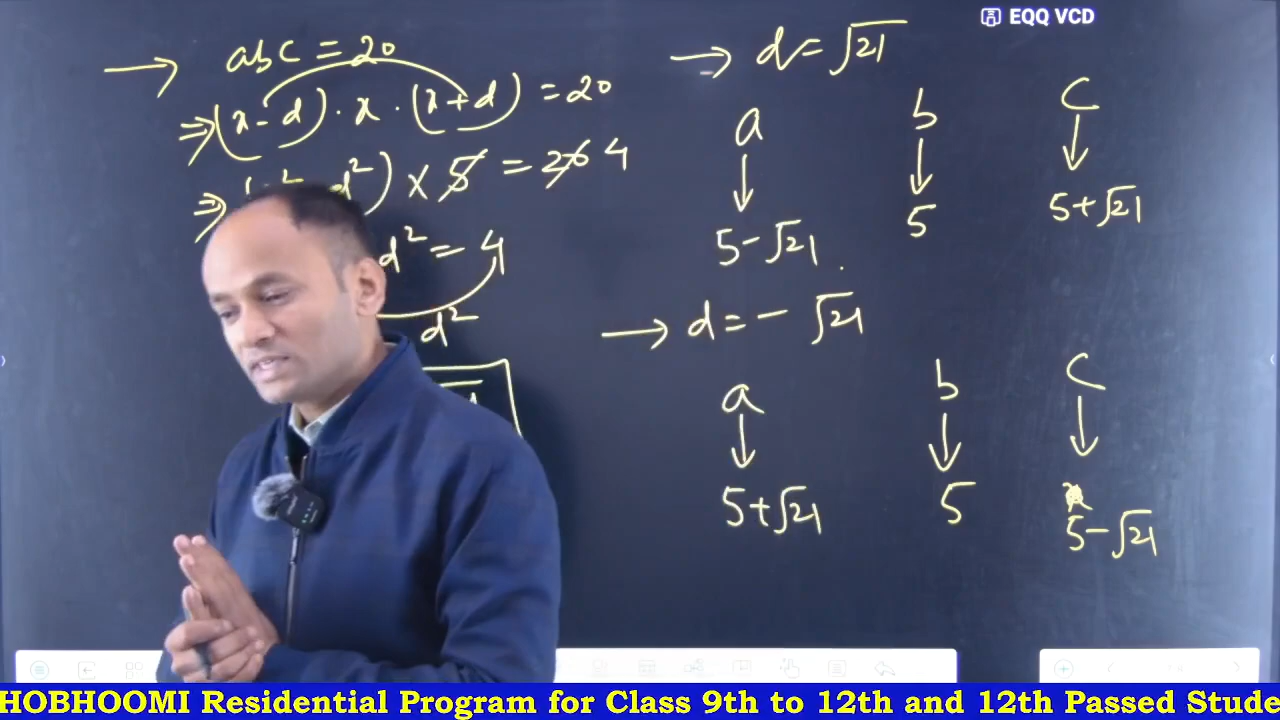 EQQ VCD
→ abc = 20
⇒ (x - d) · x · (x + d) = 20
⇒ d²) × 5 = 20 4
d² = 4
d²
→ d = √21
a b c
↓ ↓ ↓
5 - √21 5 5 + √21
→ d = - √21
a b c
↓ ↓ ↓
5 + √21 5 5 - √21
HOBHOOMI Residential Program for Class 9th to 12th and 12th Passed Stude